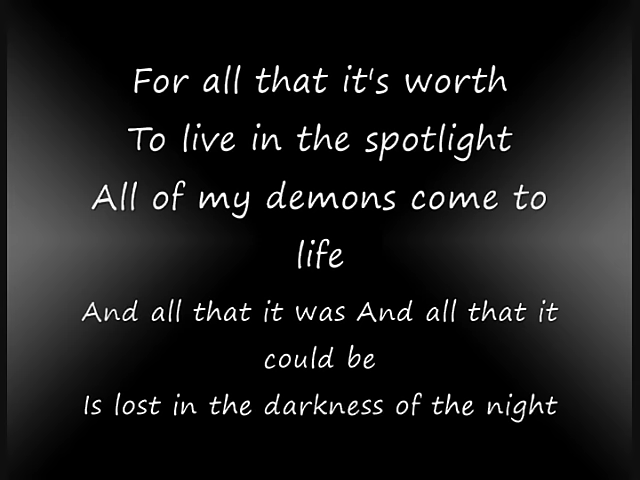 For all that it's worth
To live in the spotlight
All of my demons come to
life
And all that it was And all that it
could be
Is lost in the darkness of the night